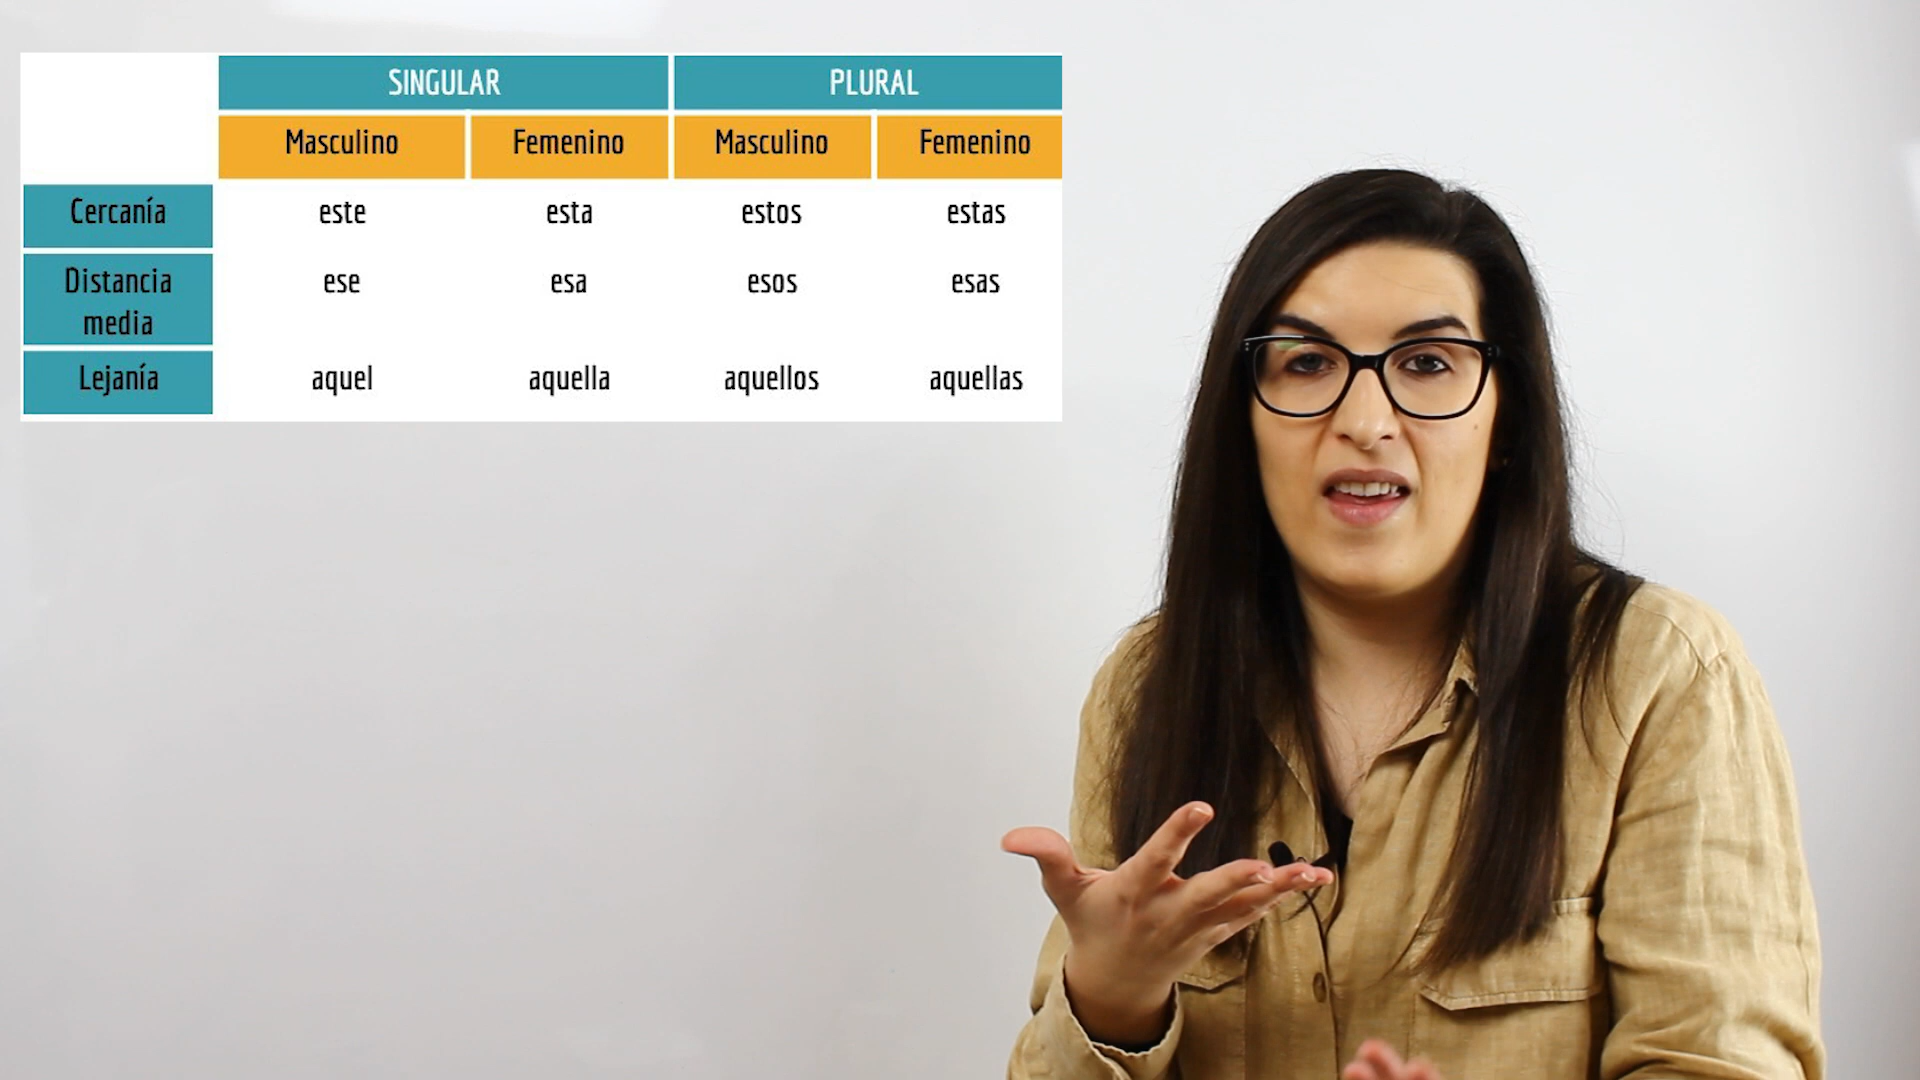 SINGULAR PLURAL
Masculino Femenino Masculino Femenino
Cercanía este esta estos estas
Distancia media ese esa esos esas
Lejanía aquel aquella aquellos aquellas